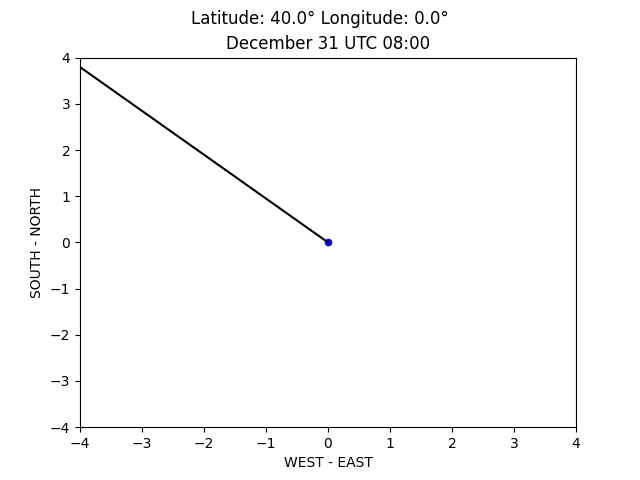 Latitude: 40.0° Longitude: 0.0°
December 31 UTC 08:00
4
3
2
1
0
−1
−2
−3
−4
SOUTH - NORTH
−4 −3 −2 −1 0 1 2 3 4
WEST - EAST